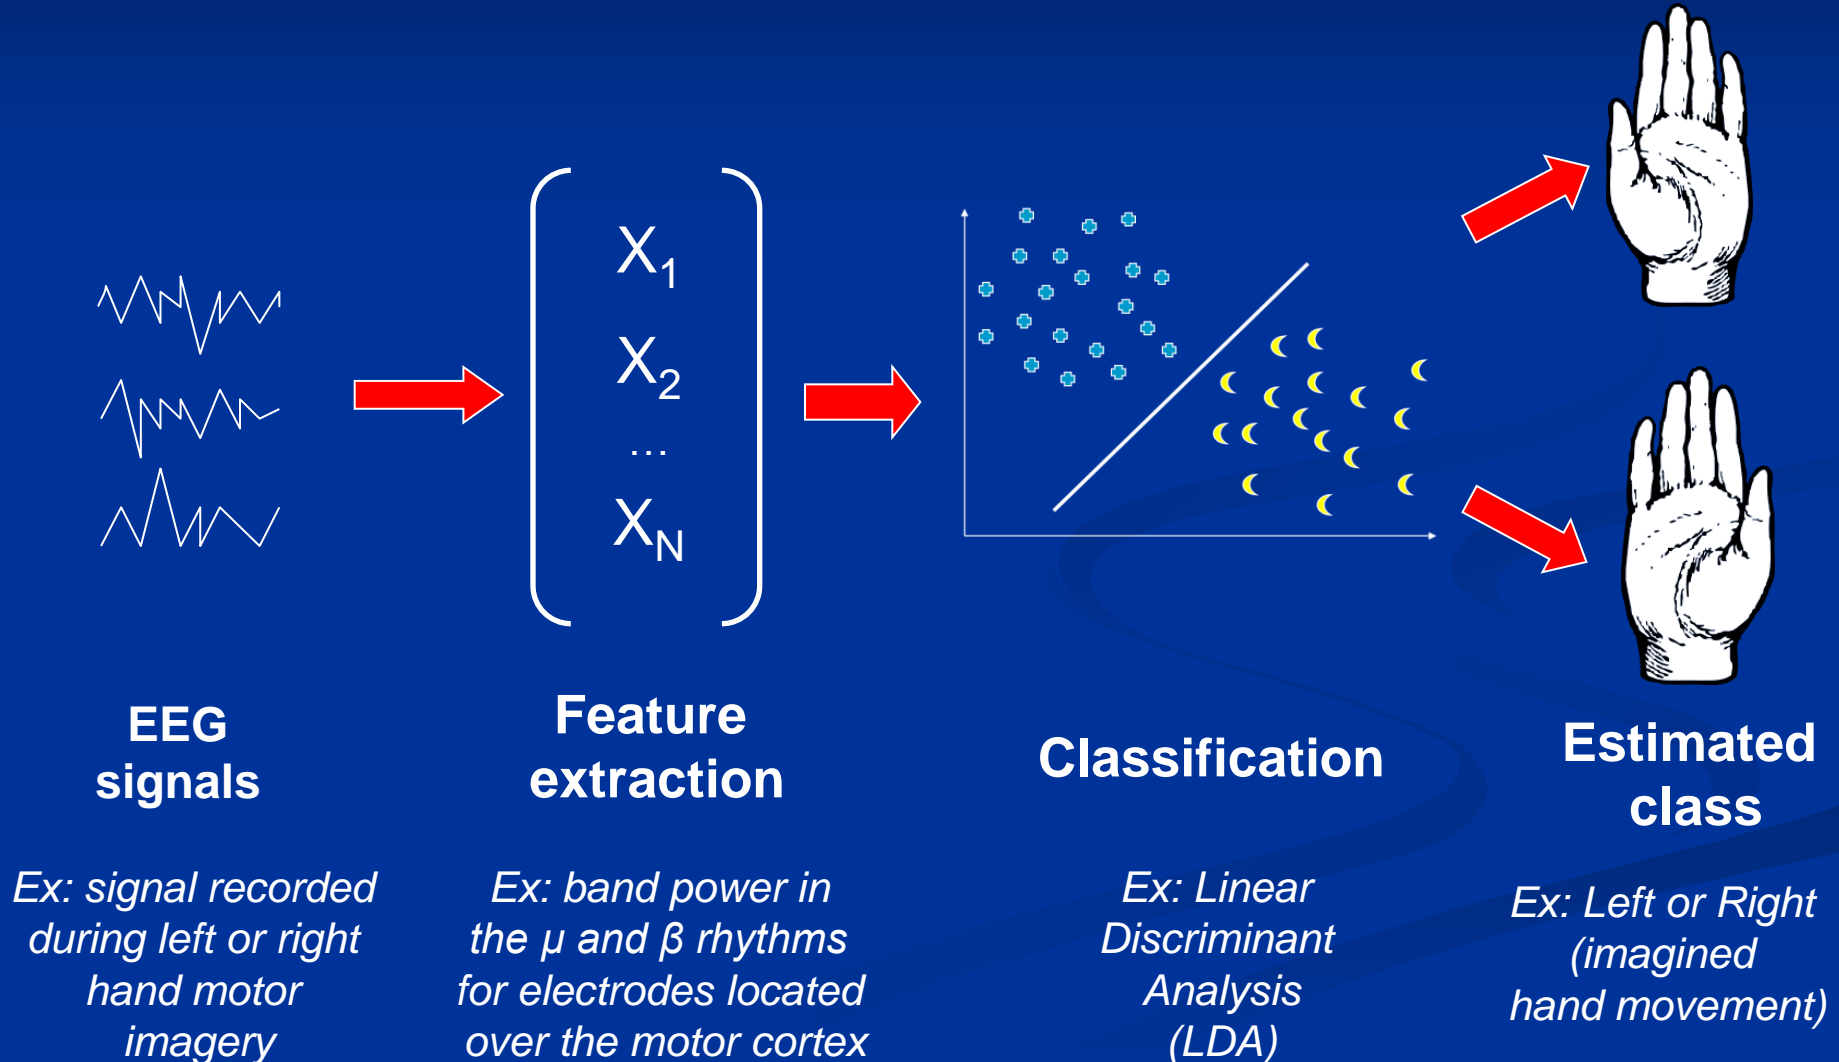 X1
X2
...
XN
EEG
signals
Feature
extraction
Classification
Estimated
class
Ex: signal recorded
during left or right
hand motor
imagery
Ex: band power in
the μ and β rhythms
for electrodes located
over the motor cortex
Ex: Linear
Discriminant
Analysis
(LDA)
Ex: Left or Right
(imagined
hand movement)